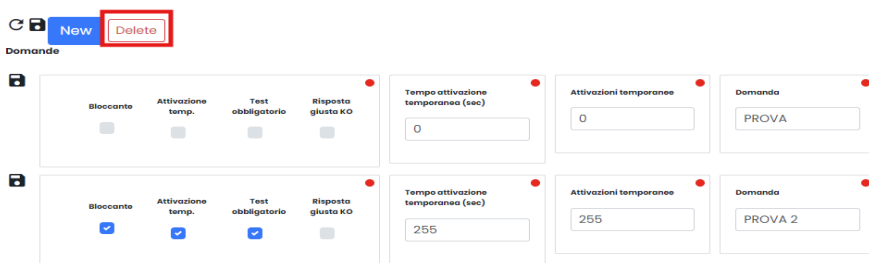 New Delete
Domande
Bloccante
Attivazione
temp.
Test
obbligatorio
Risposta
giusta KO
Tempo attivazione
temporanea (sec)
0
Attivazioni temporanee
0
Domanda
PROVA
Bloccante
Attivazione
temp.
Test
obbligatorio
Risposta
giusta KO
Tempo attivazione
temporanea (sec)
255
Attivazioni temporanee
255
Domanda
PROVA 2